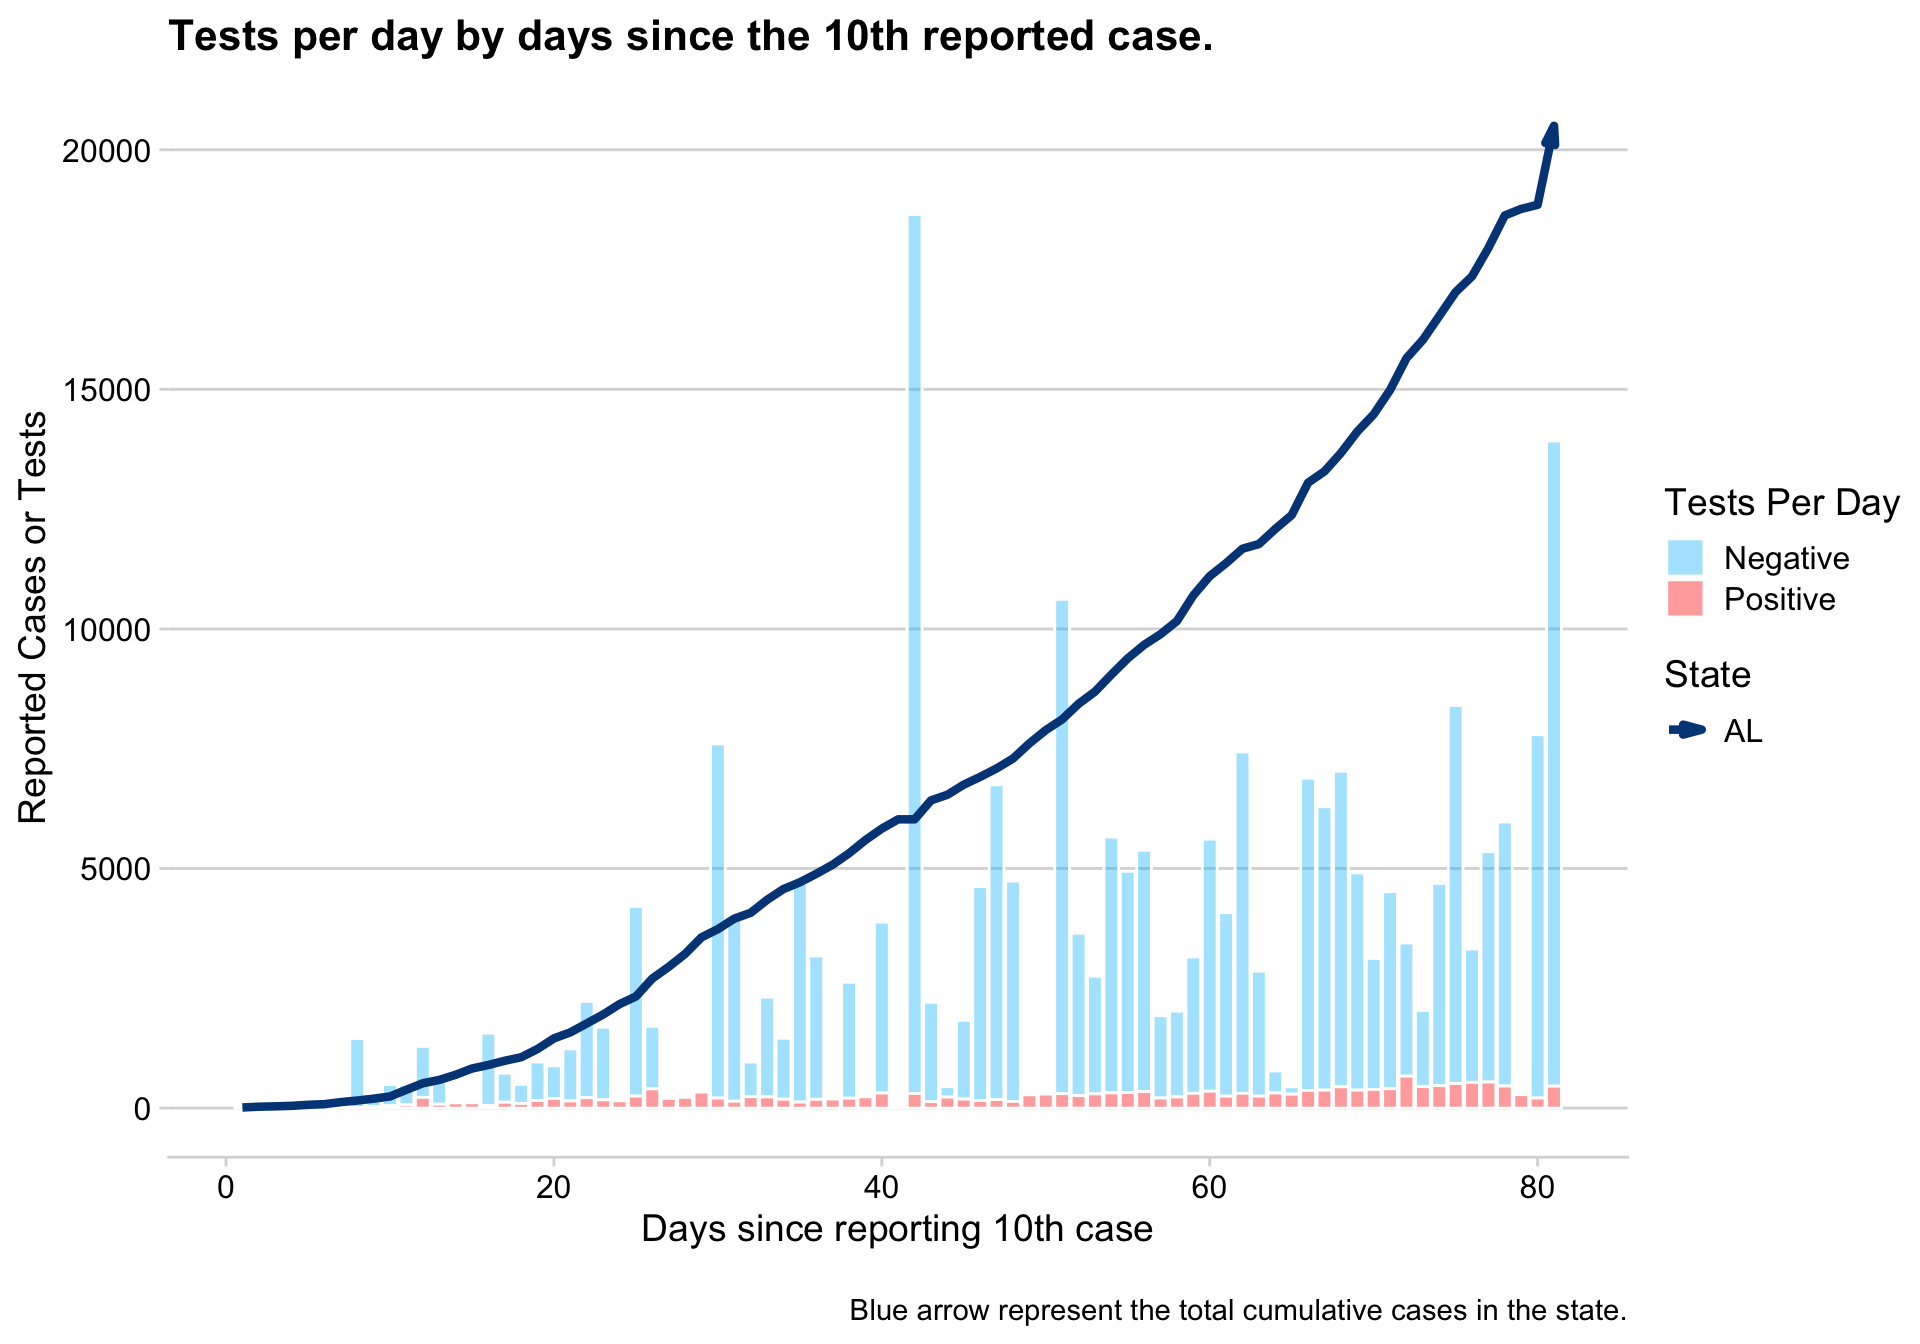 Tests per day by days since the 10th reported case.
20000
15000
10000
5000
0
Reported Cases or Tests
0 20 40 60 80
Days since reporting 10th case
Tests Per Day
Negative
Positive
State
AL
Blue arrow represent the total cumulative cases in the state.